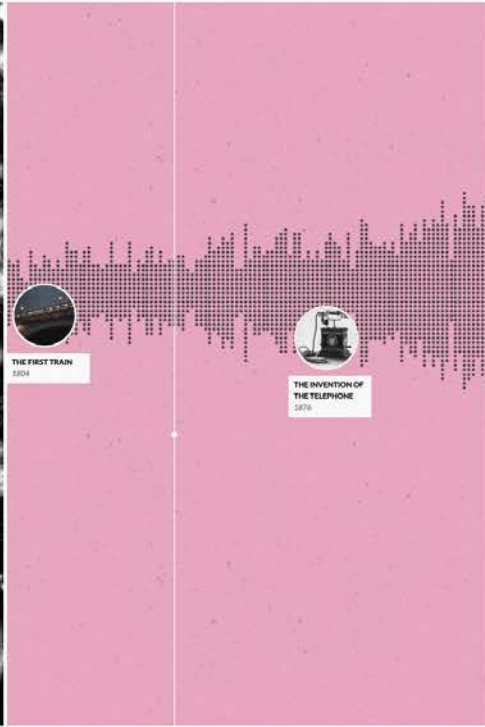 THE FIRST TRAIN
1804
THE INVENTION OF
THE TELEPHONE
1876